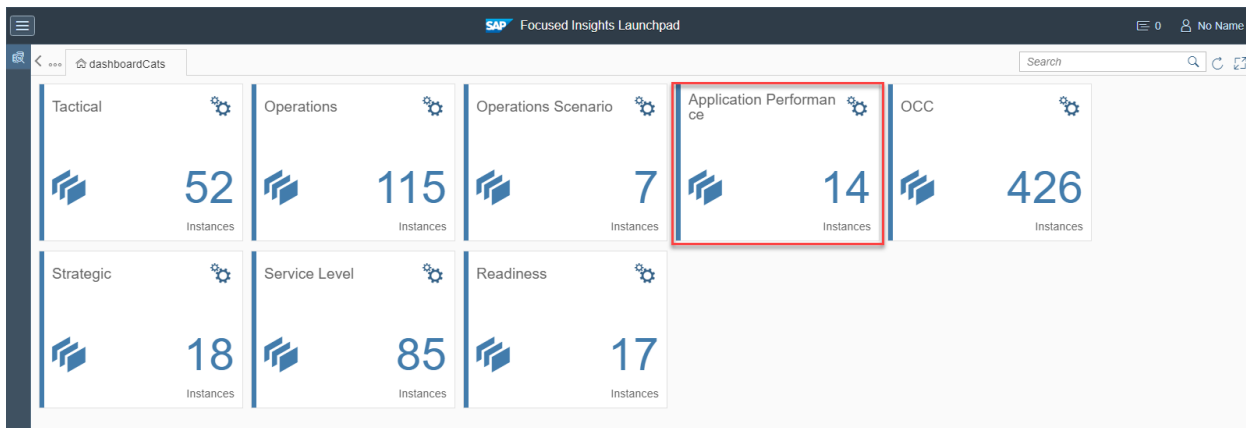 SAP Focused Insights Launchpad
0 No Name
dashboardCats
Search
Tactical
52
Instances
Operations
115
Instances
Operations Scenario
7
Instances
Application Performan
ce
14
Instances
OCC
426
Instances
Strategic
18
Instances
Service Level
85
Instances
Readiness
17
Instances